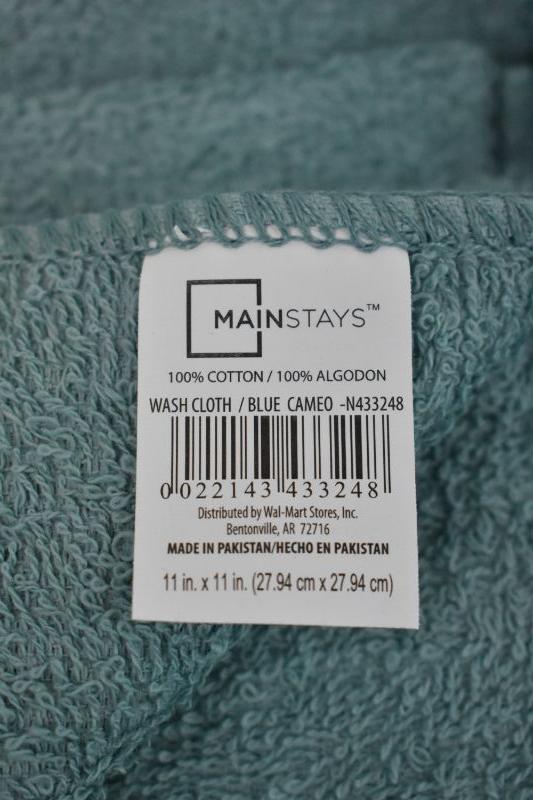 MAINSTAYS™
100% COTTON / 100% ALGODON
WASH CLOTH / BLUE CAMEO -N433248
0 022143 433248
Distributed by Wal-Mart Stores, Inc.
Bentonville, AR 72716
MADE IN PAKISTAN/HECHO EN PAKISTAN
11 in. x 11 in. (27.94 cm x 27.94 cm)